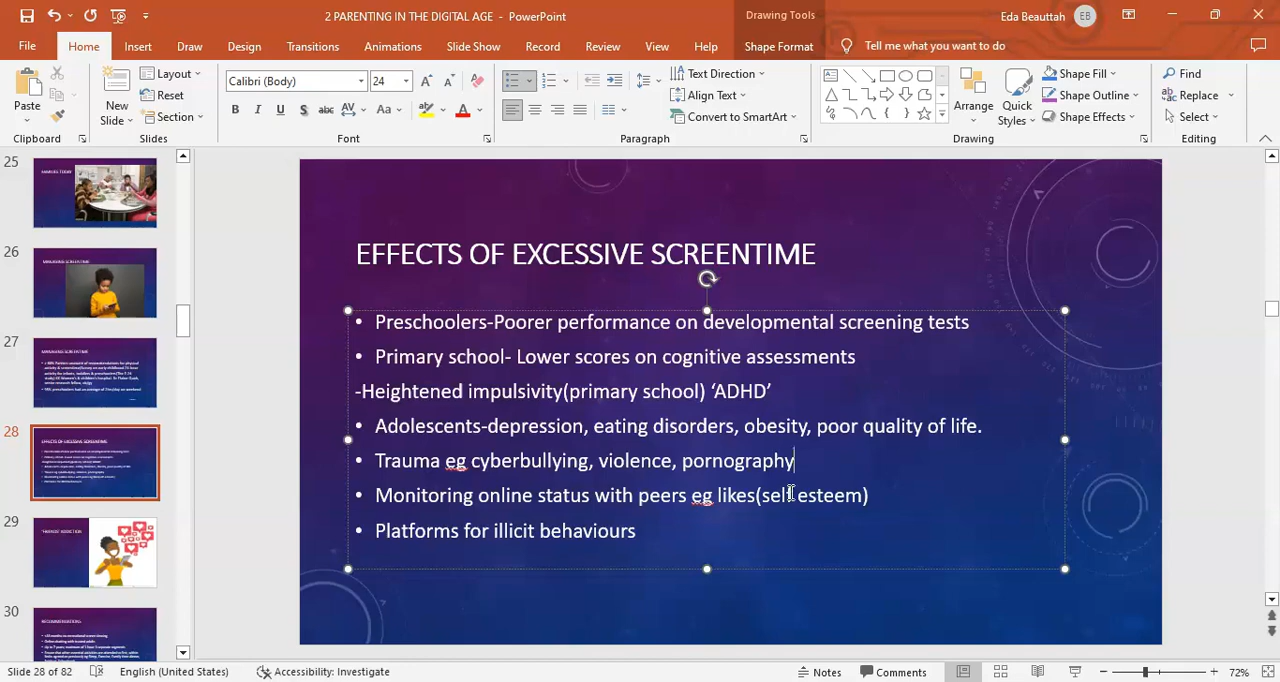 2 PARENTING IN THE DIGITAL AGE - PowerPoint
Drawing Tools
Eda Beauttah
EB
File
Home
Insert
Draw
Design
Transitions
Animations
Slide Show
Record
Review
View
Help
Shape Format
Tell me what you want to do
Paste
New Slide
Layout
Reset
Section
Calibri (Body)
24
B
I
U
S
abc
AV
Aa
A
Text Direction
Align Text
Convert to SmartArt
Arrange
Quick Styles
Shape Fill
Shape Outline
Shape Effects
Find
Replace
Select
Clipboard
Slides
Font
Paragraph
Drawing
Editing
25
26
27
28
29
30
EFFECTS OF EXCESSIVE SCREENTIME
• Preschoolers-Poorer performance on developmental screening tests
• Primary school- Lower scores on cognitive assessments
-Heightened impulsivity(primary school) ‘ADHD’
• Adolescents-depression, eating disorders, obesity, poor quality of life.
• Trauma eg cyberbullying, violence, pornography
• Monitoring online status with peers eg likes(self esteem)
• Platforms for illicit behaviours
Slide 28 of 82
English (United States)
Accessibility: Investigate
Notes
Comments
72%